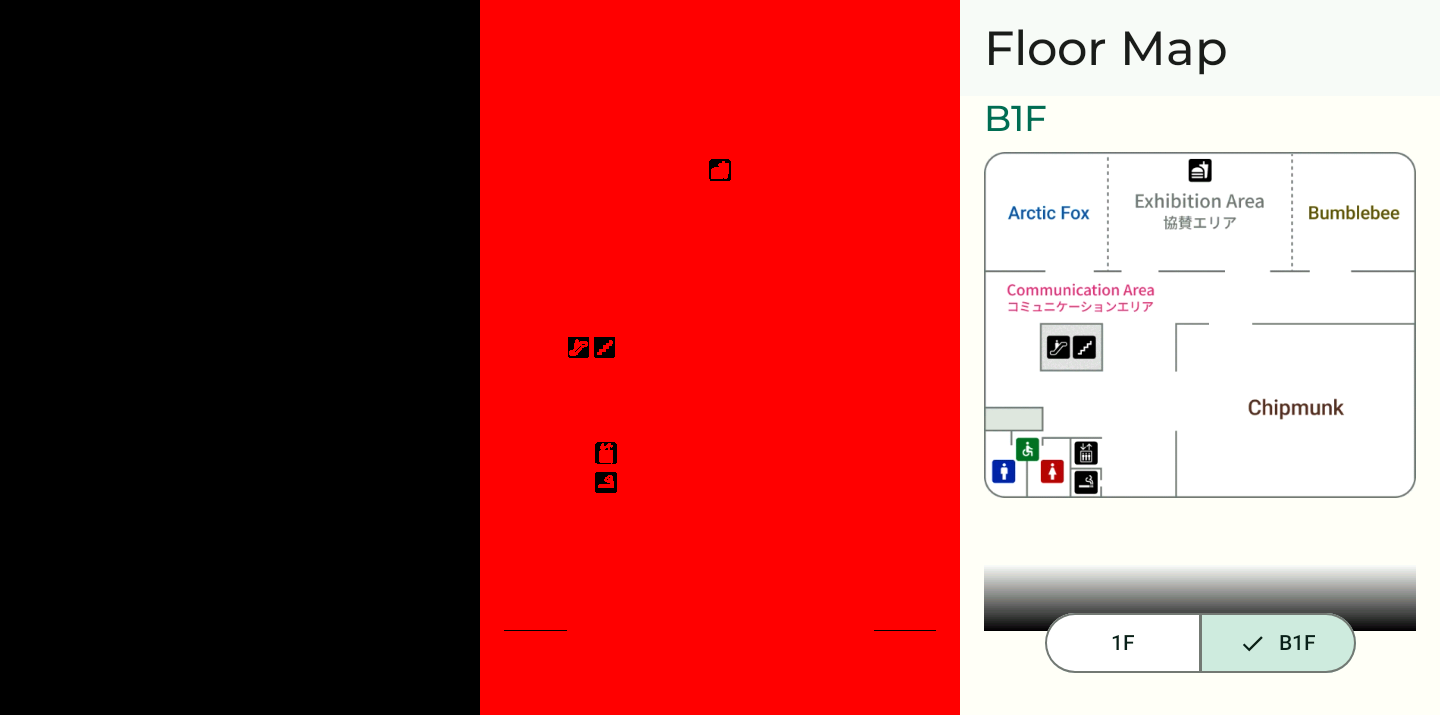 Floor Map
B1F
Arctic Fox
Exhibition Area
協賛エリア
Bumblebee
Communication Area
コミュニケーションエリア
Chipmunk
1F
B1F